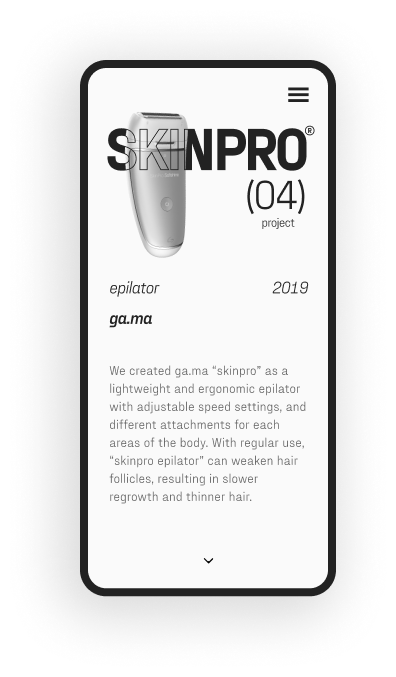 SKINPRO®
(04)
project
epilator 2019
ga.ma
We created ga.ma “skinpro” as a
lightweight and ergonomic epilator
with adjustable speed settings, and
different attachments for each
areas of the body. With regular use,
“skinpro epilator” can weaken hair
follicles, resulting in slower
regrowth and thinner hair.